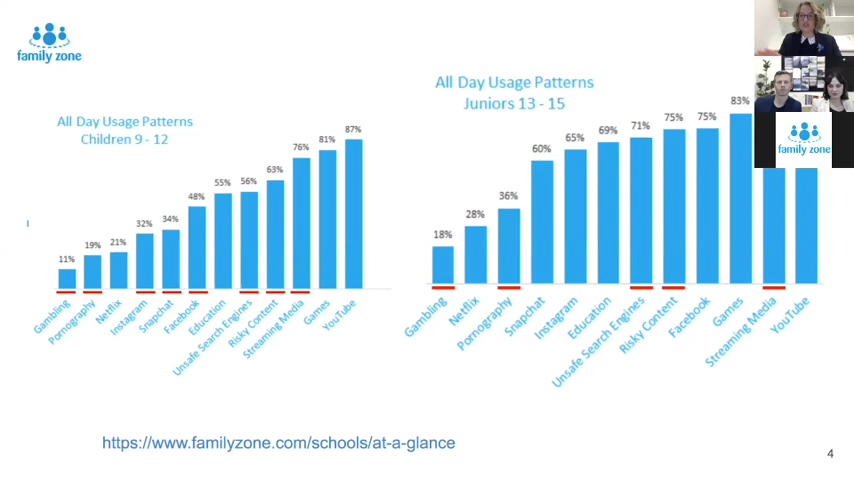 family zone
All Day Usage Patterns
Children 9 - 12
11%
19%
21%
32%
34%
48%
55%
56%
63%
76%
81%
87%
Gambling
Pornography
Netflix
Instagram
Snapchat
Facebook
Education
Unsafe Search Engines
Risky Content
Streaming Media
Games
YouTube
All Day Usage Patterns
Juniors 13 - 15
18%
28%
36%
60%
65%
69%
71%
75%
75%
83%
Gambling
Netflix
Pornography
Snapchat
Instagram
Education
Unsafe Search Engines
Risky Content
Facebook
Games
Streaming Media
YouTube
family zone
https://www.familyzone.com/schools/at-a-glance
4